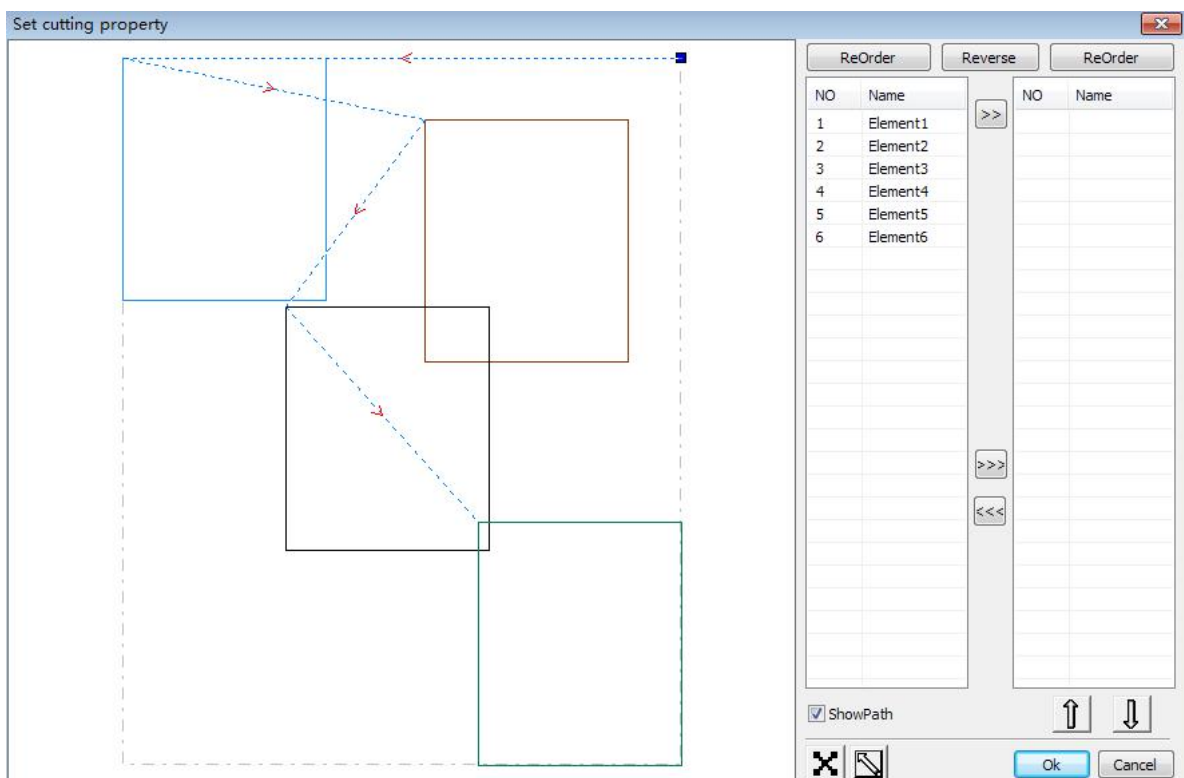 Set cutting property
ReOrder Reverse ReOrder
NO Name >> NO Name
1 Element1
2 Element2
3 Element3
4 Element4
5 Element5
6 Element6
>>>
<<<
ShowPath
Ok Cancel